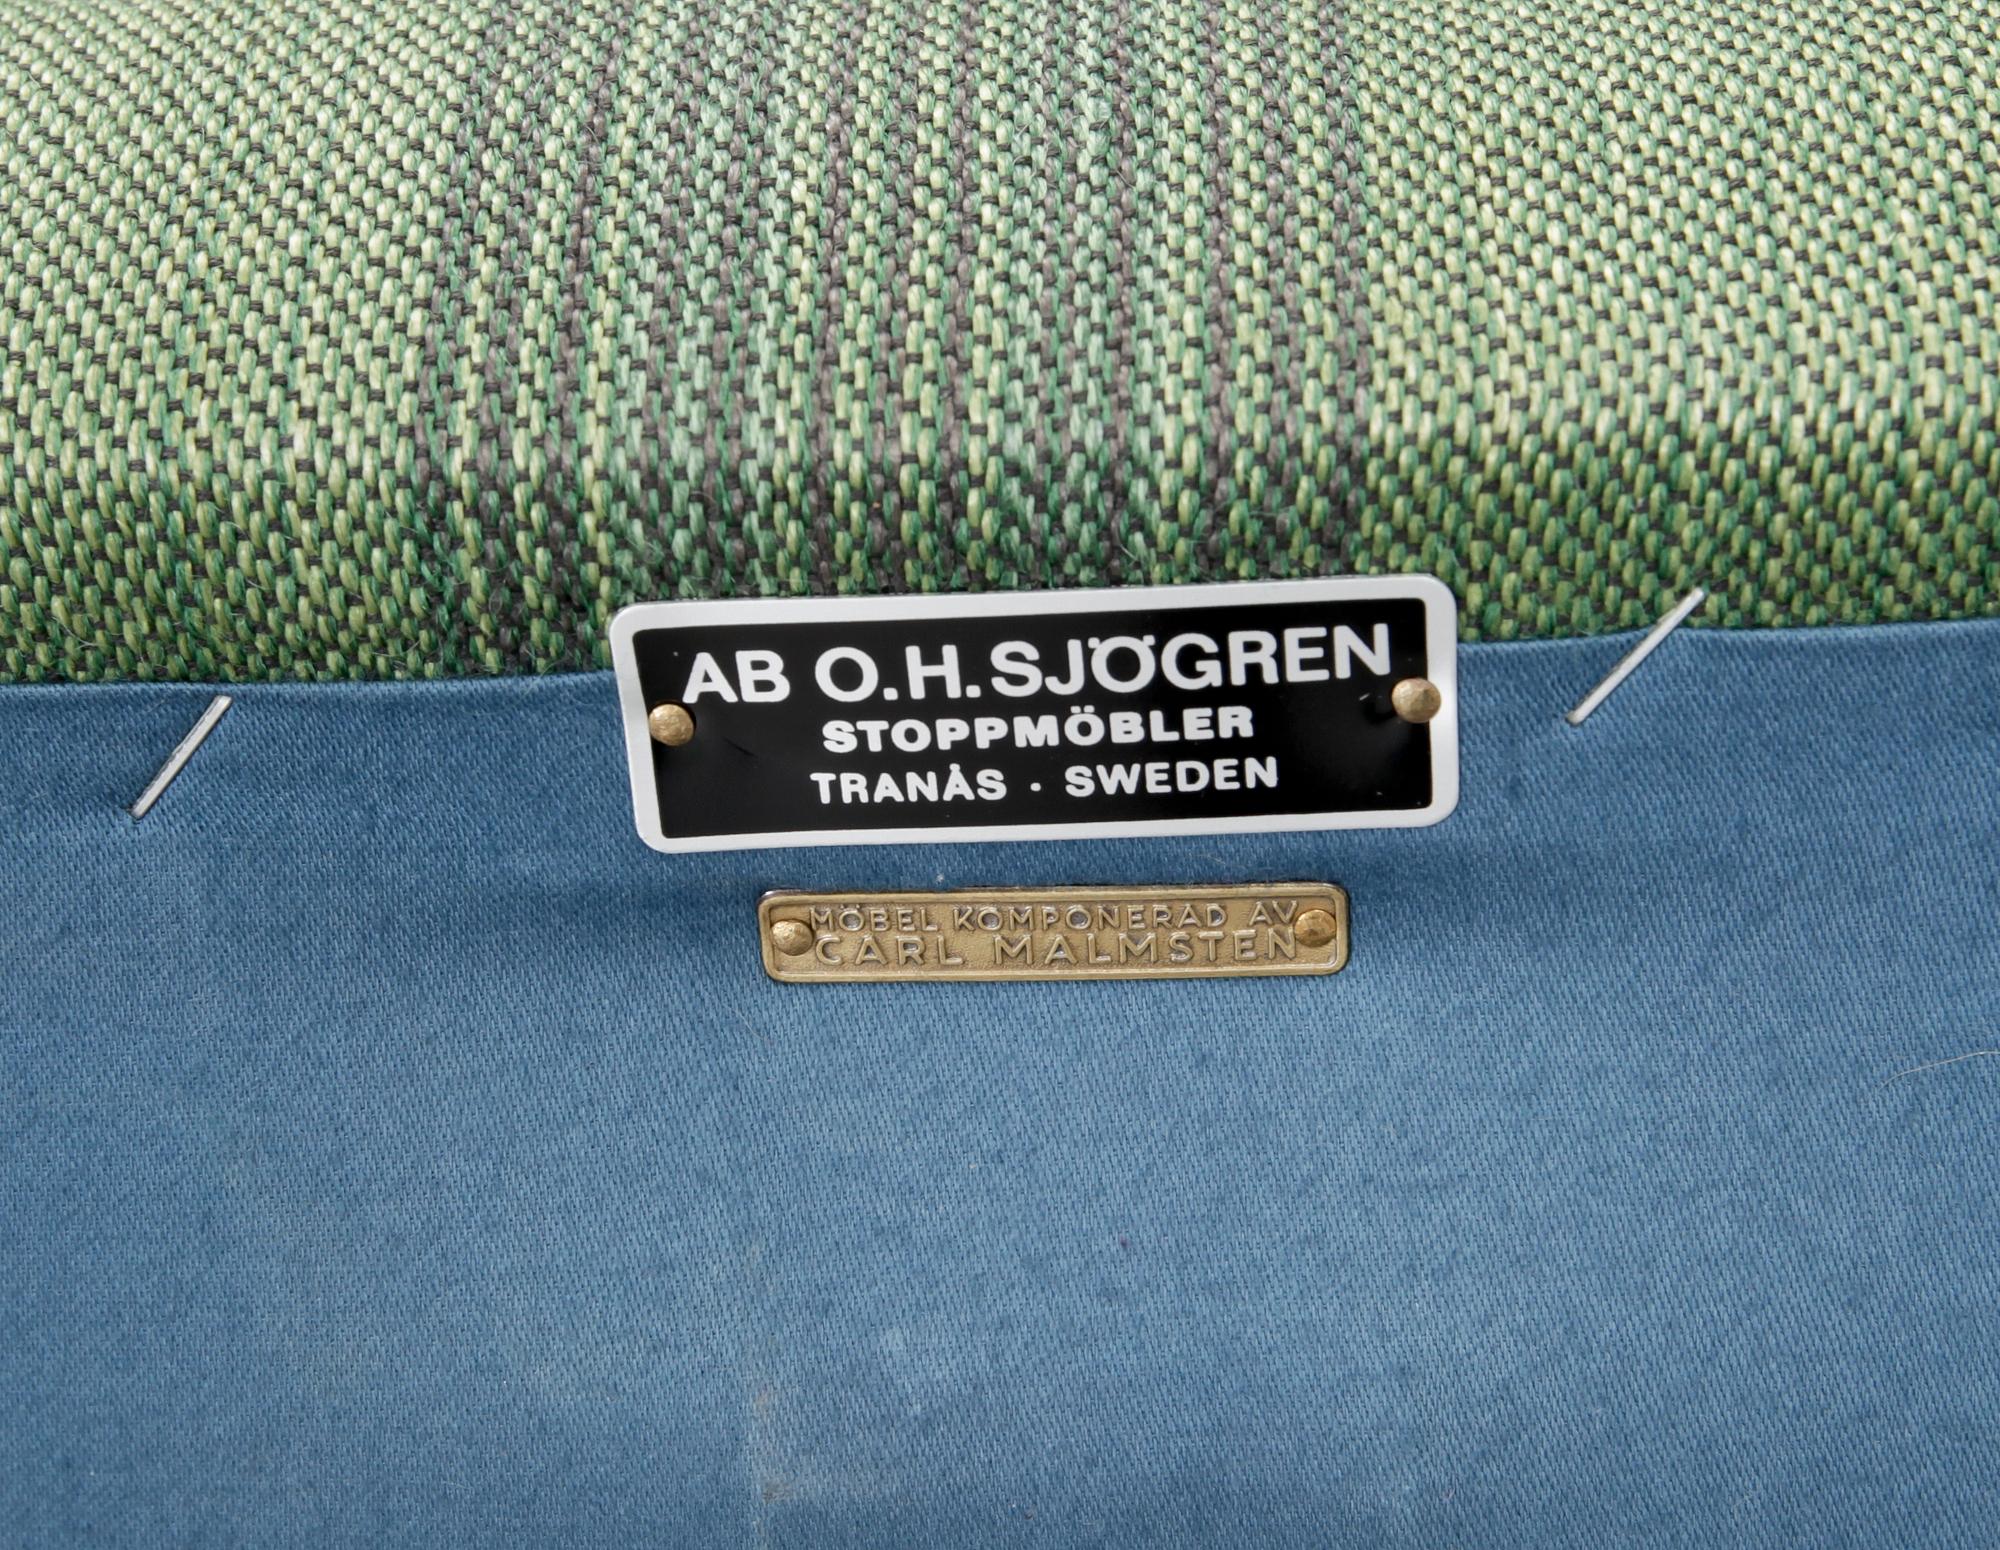 AB O.H.SJÖGREN
STOPPMÖBLER
TRANÅS · SWEDEN
MÖBEL KOMPONERAD AV
CARL MALMSTEN